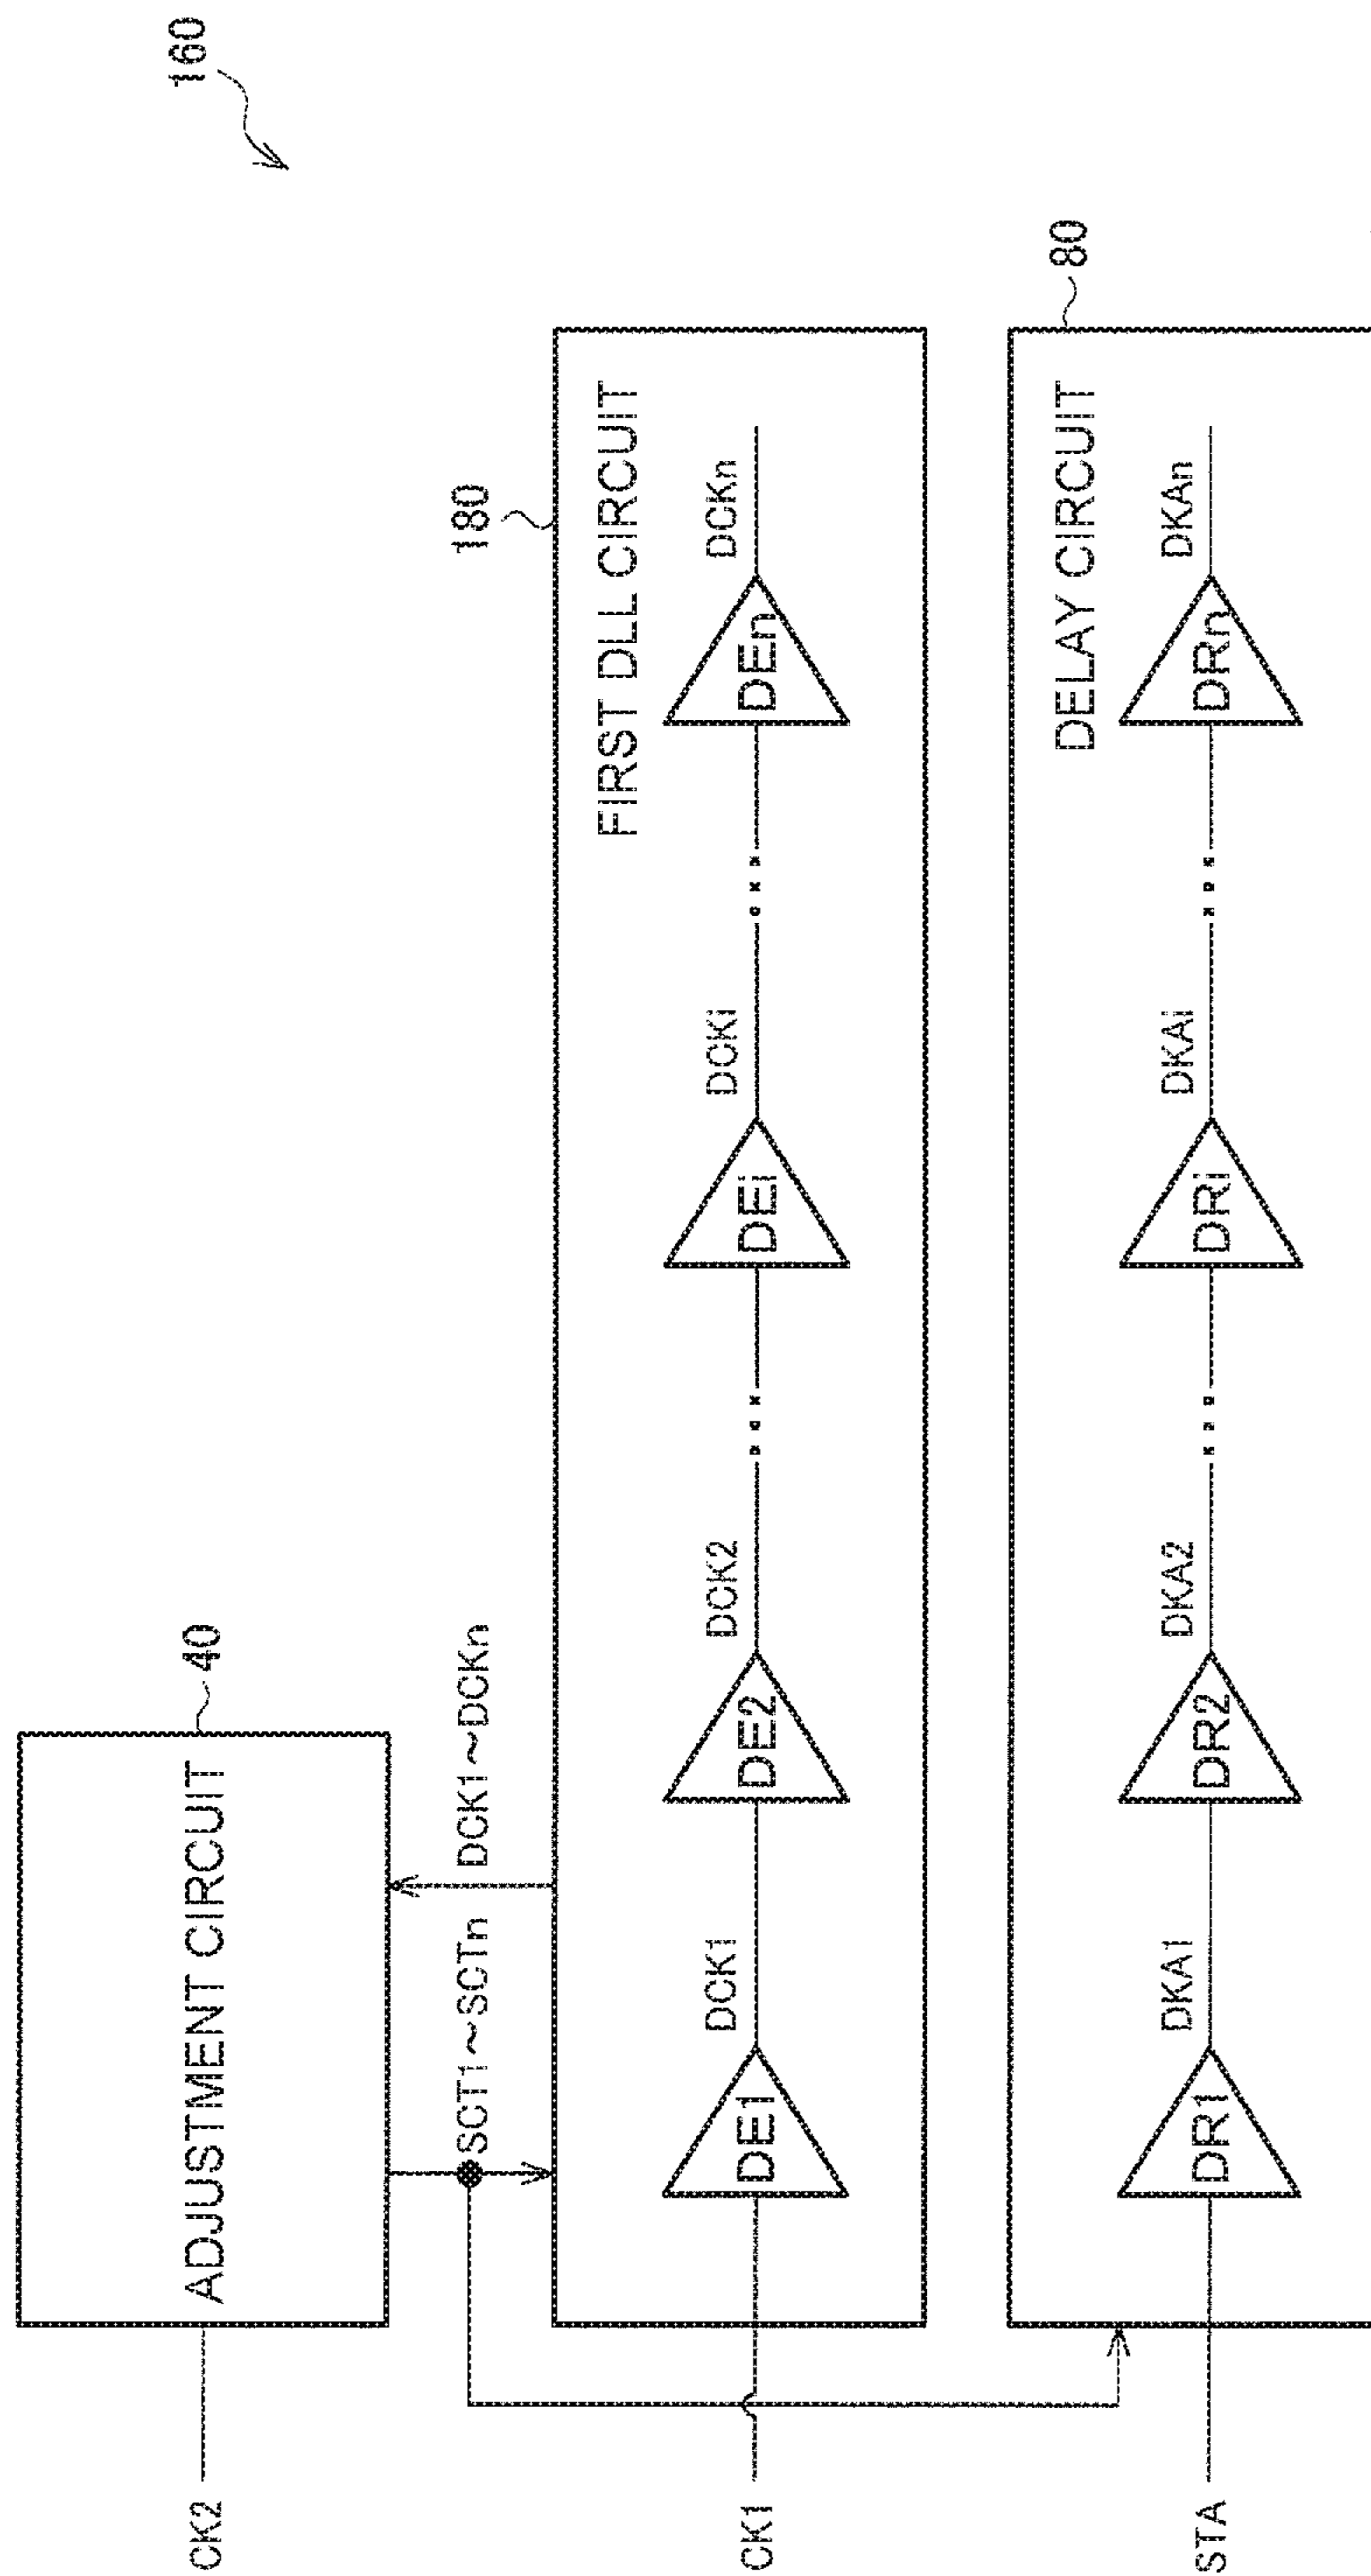 160
ADJUSTMENT CIRCUIT
40
CK2
SCT1~SCTn
DCK1~DCKn
180
FIRST DLL CIRCUIT
CK1
DE1
DCK1
DE2
DCK2
DEi
DCKi
DEn
DCKn
80
DELAY CIRCUIT
STA
DR1
DKA1
DR2
DKA2
DRi
DKAi
DRn
DKAn